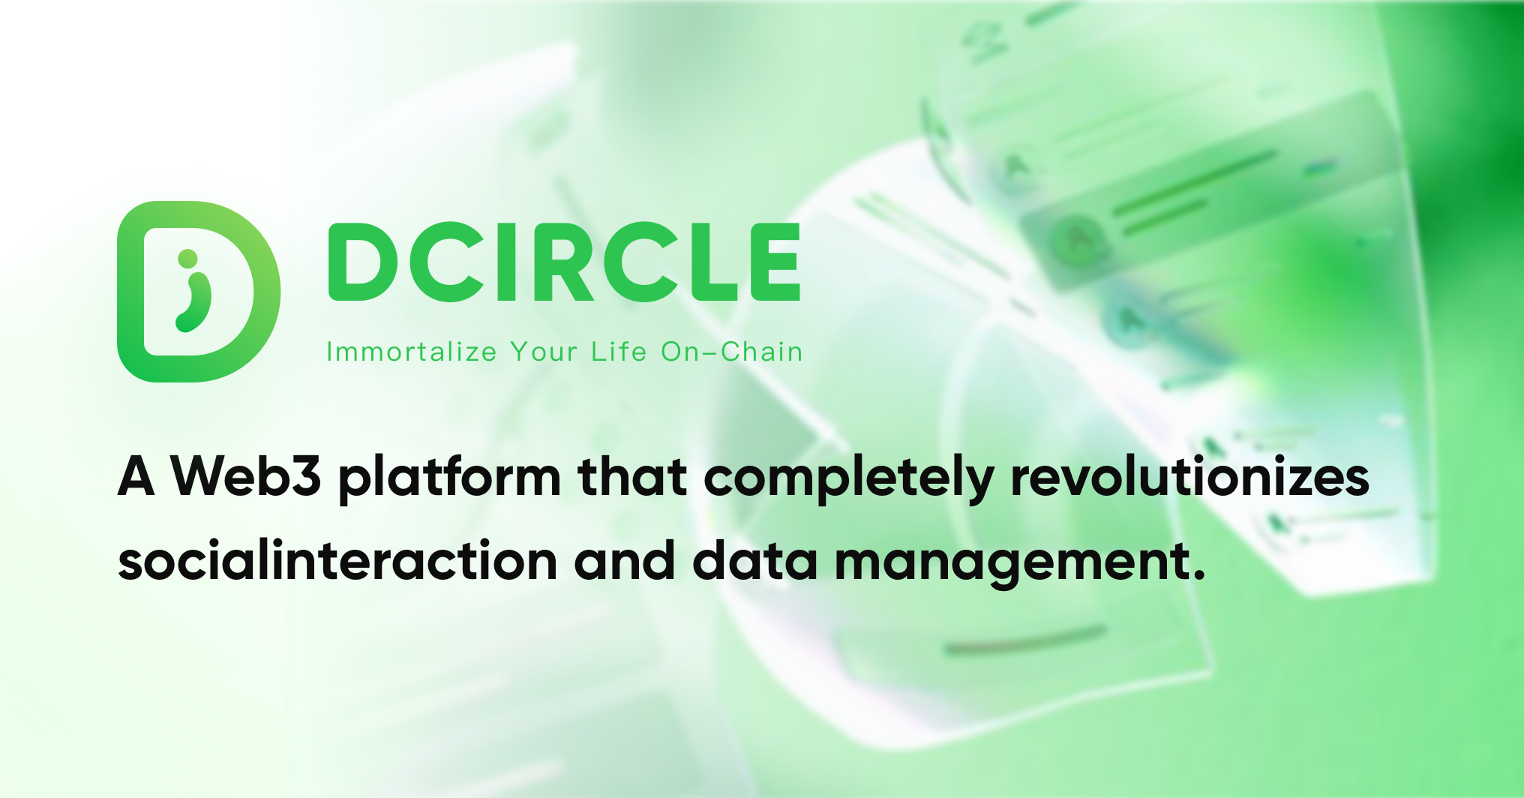 DCIRCLE
Immortalize Your Life On–Chain
A Web3 platform that completely revolutionizes
socialinteraction and data management.